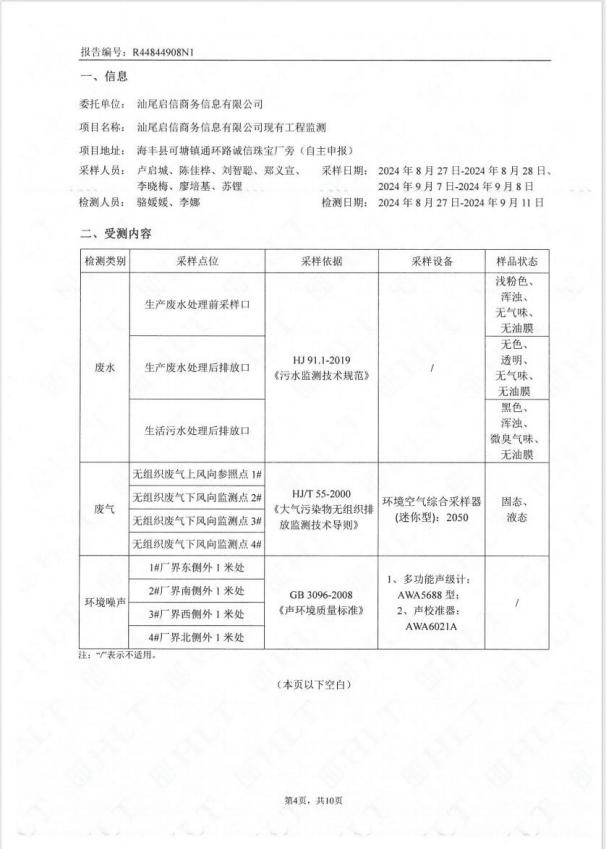 报告编号：R44844908N1
一、信息
委托单位： 汕尾启信商务信息有限公司
项目名称： 汕尾启信商务信息有限公司现有工程监测
项目地址： 海丰县可塘镇通环路诚信珠宝厂旁（自主申报）
采样人员： 卢启城、陈佳桦、刘智聪、郑义宣、 采样日期： 2024 年 8 月 27 日-2024 年 8 月 28 日、
李晓梅、廖培基、苏锂 2024 年 9 月 7 日-2024 年 9 月 8 日
检测人员： 骆媛媛、李娜 检测日期： 2024 年 8 月 27 日-2024 年 9 月 11 日
二、受测内容
检测类别 采样点位 采样依据 采样设备 样品状态
废水
生产废水处理前采样口
生产废水处理后排放口
生活污水处理后排放口
HJ 91.1-2019
《污水监测技术规范》
/
浅粉色、
浑浊、
无气味、
无油膜
无色、
透明、
无气味、
无油膜
黑色、
浑浊、
微臭气味、
无油膜
废气
无组织废气上风向参照点 1#
无组织废气下风向监测点 2#
无组织废气下风向监测点 3#
无组织废气下风向监测点 4#
HJ/T 55-2000
《大气污染物无组织排
放监测技术导则》
环境空气综合采样器
(迷你型)：2050
固态、
液态
环境噪声
1#厂界东侧外 1 米处
2#厂界南侧外 1 米处
3#厂界西侧外 1 米处
4#厂界北侧外 1 米处
GB 3096-2008
《声环境质量标准》
1、多功能声级计：
AWA5688 型；
2、声校准器：
AWA6021A
/
注：“/”表示不适用。
（本页以下空白）
第4页，共10页